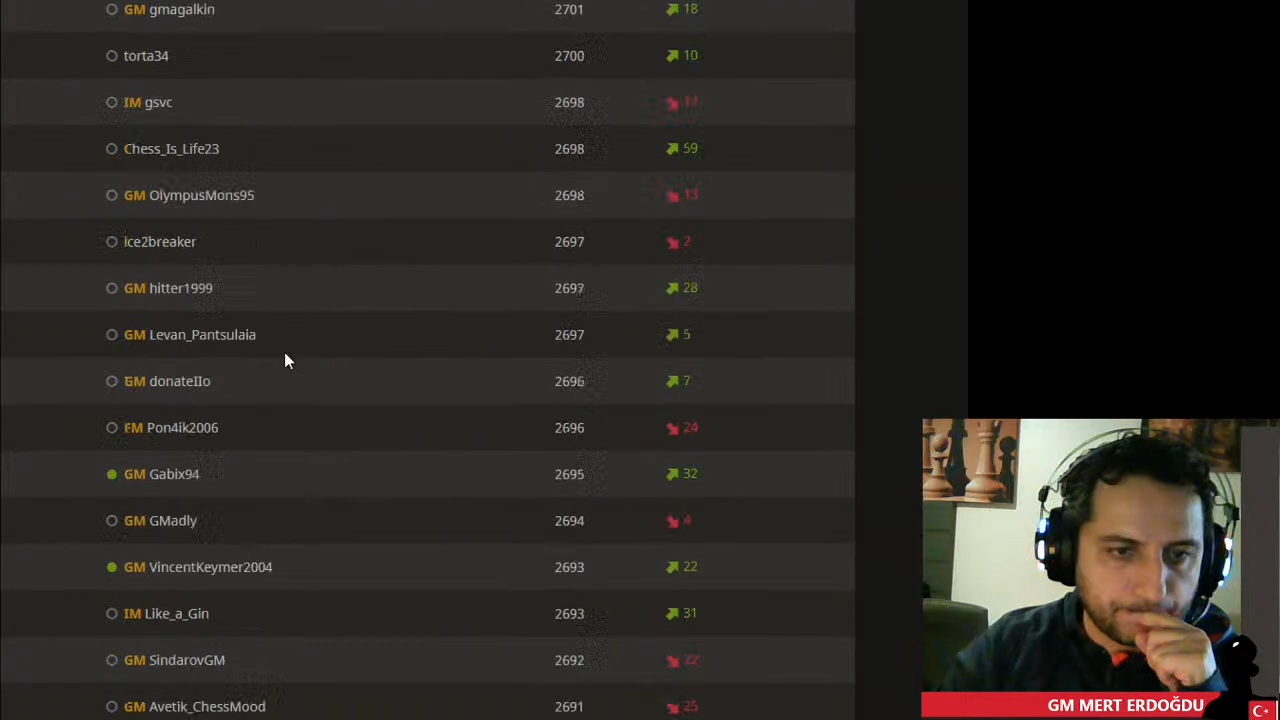 GM gmagalkin 2701 18
torta34 2700 10
IM gsvc 2698 17
Chess_Is_Life23 2698 59
GM OlympusMons95 2698 13
Ice2breaker 2697 2
GM hitter1999 2697 28
GM Levan_Pantsulaia 2697 5
GM donateIIo 2696 7
FM Pon4ik2006 2696 24
GM Gabix94 2695 32
GM GMadly 2694 4
GM VincentKeymer2004 2693 22
IM Like_a_Gin 2693 31
GM SindarovGM 2692 22
GM Avetik_ChessMood 2691 25
GM MERT ERDOĞDU